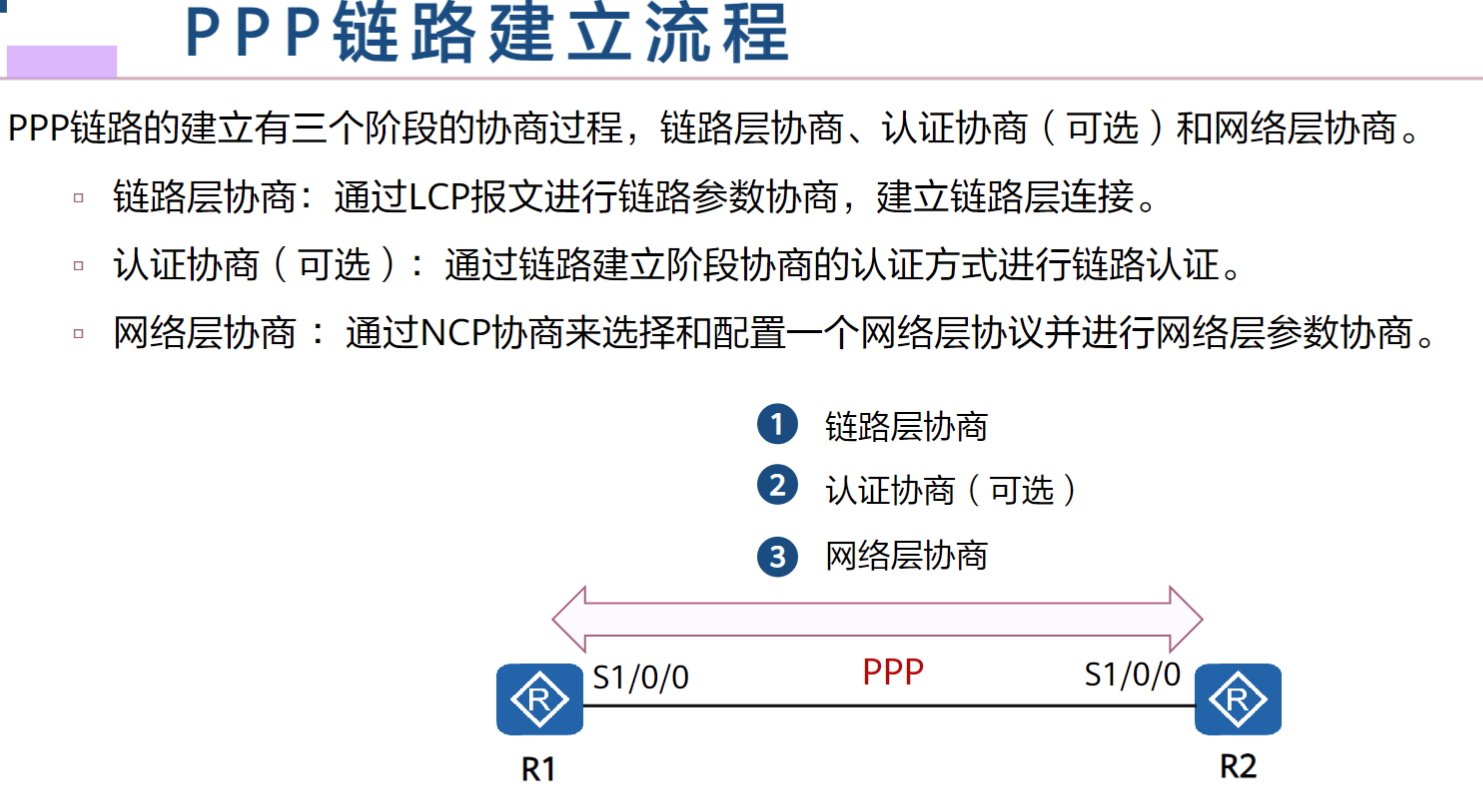 PPP链路建立流程
PPP链路的建立有三个阶段的协商过程，链路层协商、认证协商（可选）和网络层协商。
▫ 链路层协商：通过LCP报文进行链路参数协商，建立链路层连接。
▫ 认证协商（可选）：通过链路建立阶段协商的认证方式进行链路认证。
▫ 网络层协商 ：通过NCP协商来选择和配置一个网络层协议并进行网络层参数协商。
1 链路层协商
2 认证协商（可选）
3 网络层协商
R S1/0/0 PPP S1/0/0 R
R1 R2